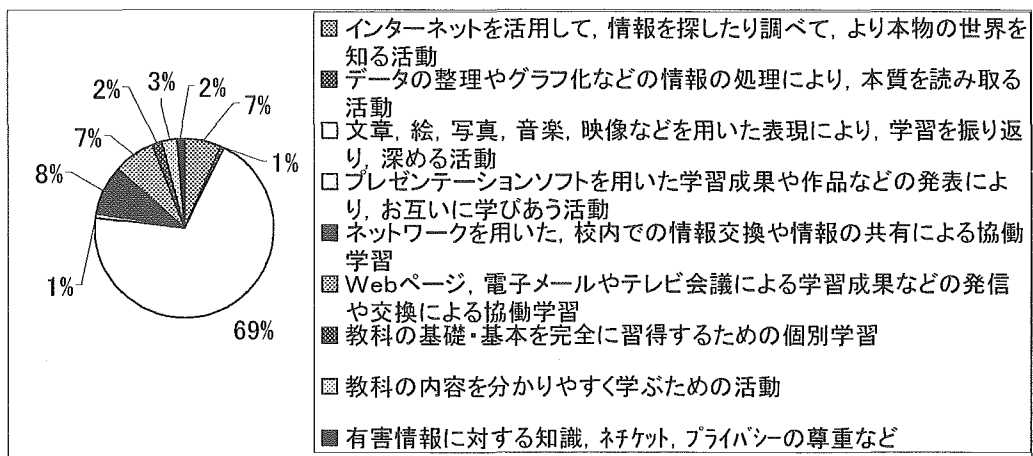 インターネットを活用して，情報を探したり調べて，より本物の世界を
知る活動
データの整理やグラフ化などの情報の処理により，本質を読み取る
活動
文章，絵，写真，音楽，映像などを用いた表現により，学習を振り返
り，深める活動
プレゼンテーションソフトを用いた学習成果や作品などの発表によ
り，お互いに学びあう活動
ネットワークを用いた，校内での情報交換や情報の共有による協働
学習
Webページ，電子メールやテレビ会議による学習成果などの発信
や交換による協働学習
教科の基礎・基本を完全に習得するための個別学習
教科の内容を分かりやすく学ぶための活動
有害情報に対する知識，ネチケット，プライバシーの尊重など
3%
2%
2%
7%
7%
1%
8%
1%
69%